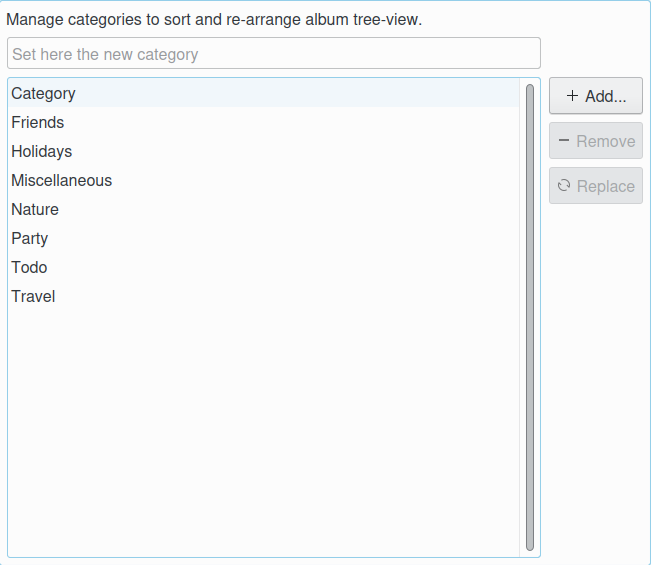 Manage categories to sort and re-arrange album tree-view.
Set here the new category
Category
Friends
Holidays
Miscellaneous
Nature
Party
Todo
Travel
+ Add...
− Remove
Replace